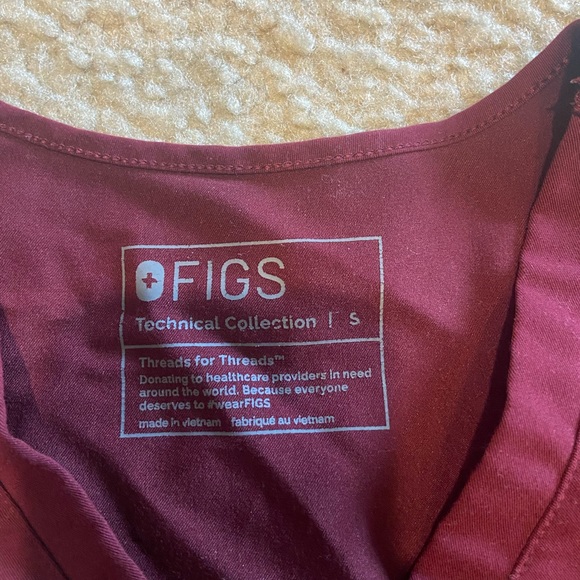 FIGS
Technical Collection | S
Threads for Threads™
Donating to healthcare providers in need
around the world. Because everyone
deserves to #wearFIGS
made in vietnam fabriqué au vietnam